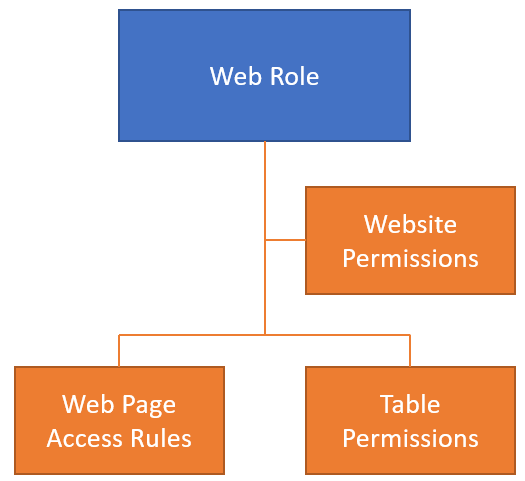 Web Role
Website
Permissions
Web Page
Access Rules
Table
Permissions